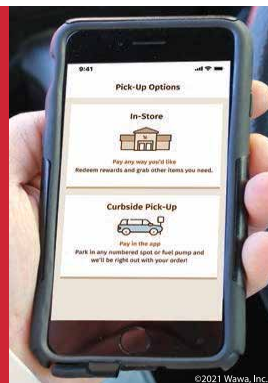 9:41
Pick-Up Options
In-Store
Pay any way you'd like
Redeem rewards and grab other items you need.
Curbside Pick-Up
Pay in the app
Park in any numbered spot or fuel pump and
we'll be right out with your order!
©2021 Wawa, Inc.